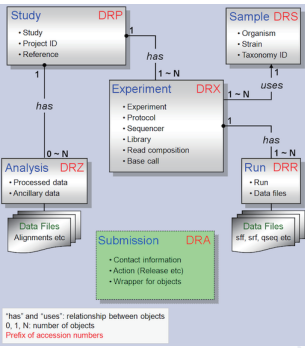 Study DRP
• Study
• Project ID
• Reference
1
has
1 ~ N
Sample DRS
• Organism
• Strain
• Taxonomy ID
1
uses
1 ~ N
Experiment DRX
• Experiment
• Protocol
• Sequencer
• Library
• Read composition
• Base call
1
has
1 ~ N
1
has
0 ~ N
Analysis DRZ
• Processed data
• Ancillary data
Data Files
Alignments etc
Run DRR
• Run
• Data files
Data Files
sff, srf, qseq etc
Submission DRA
• Contact information
• Action (Release etc)
• Wrapper for objects
"has" and "uses": relationship between objects
0, 1, N: number of objects
Prefix of accession numbers